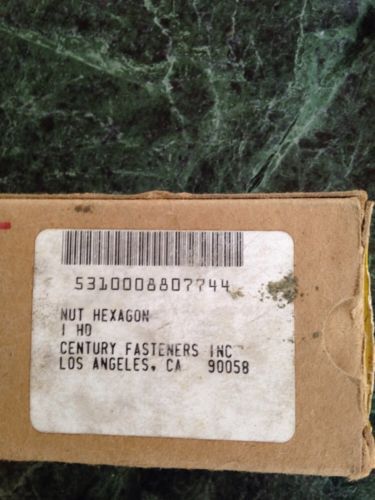 5310008807744
NUT HEXAGON
1 HD
CENTURY FASTENERS INC
LOS ANGELES, CA 90058